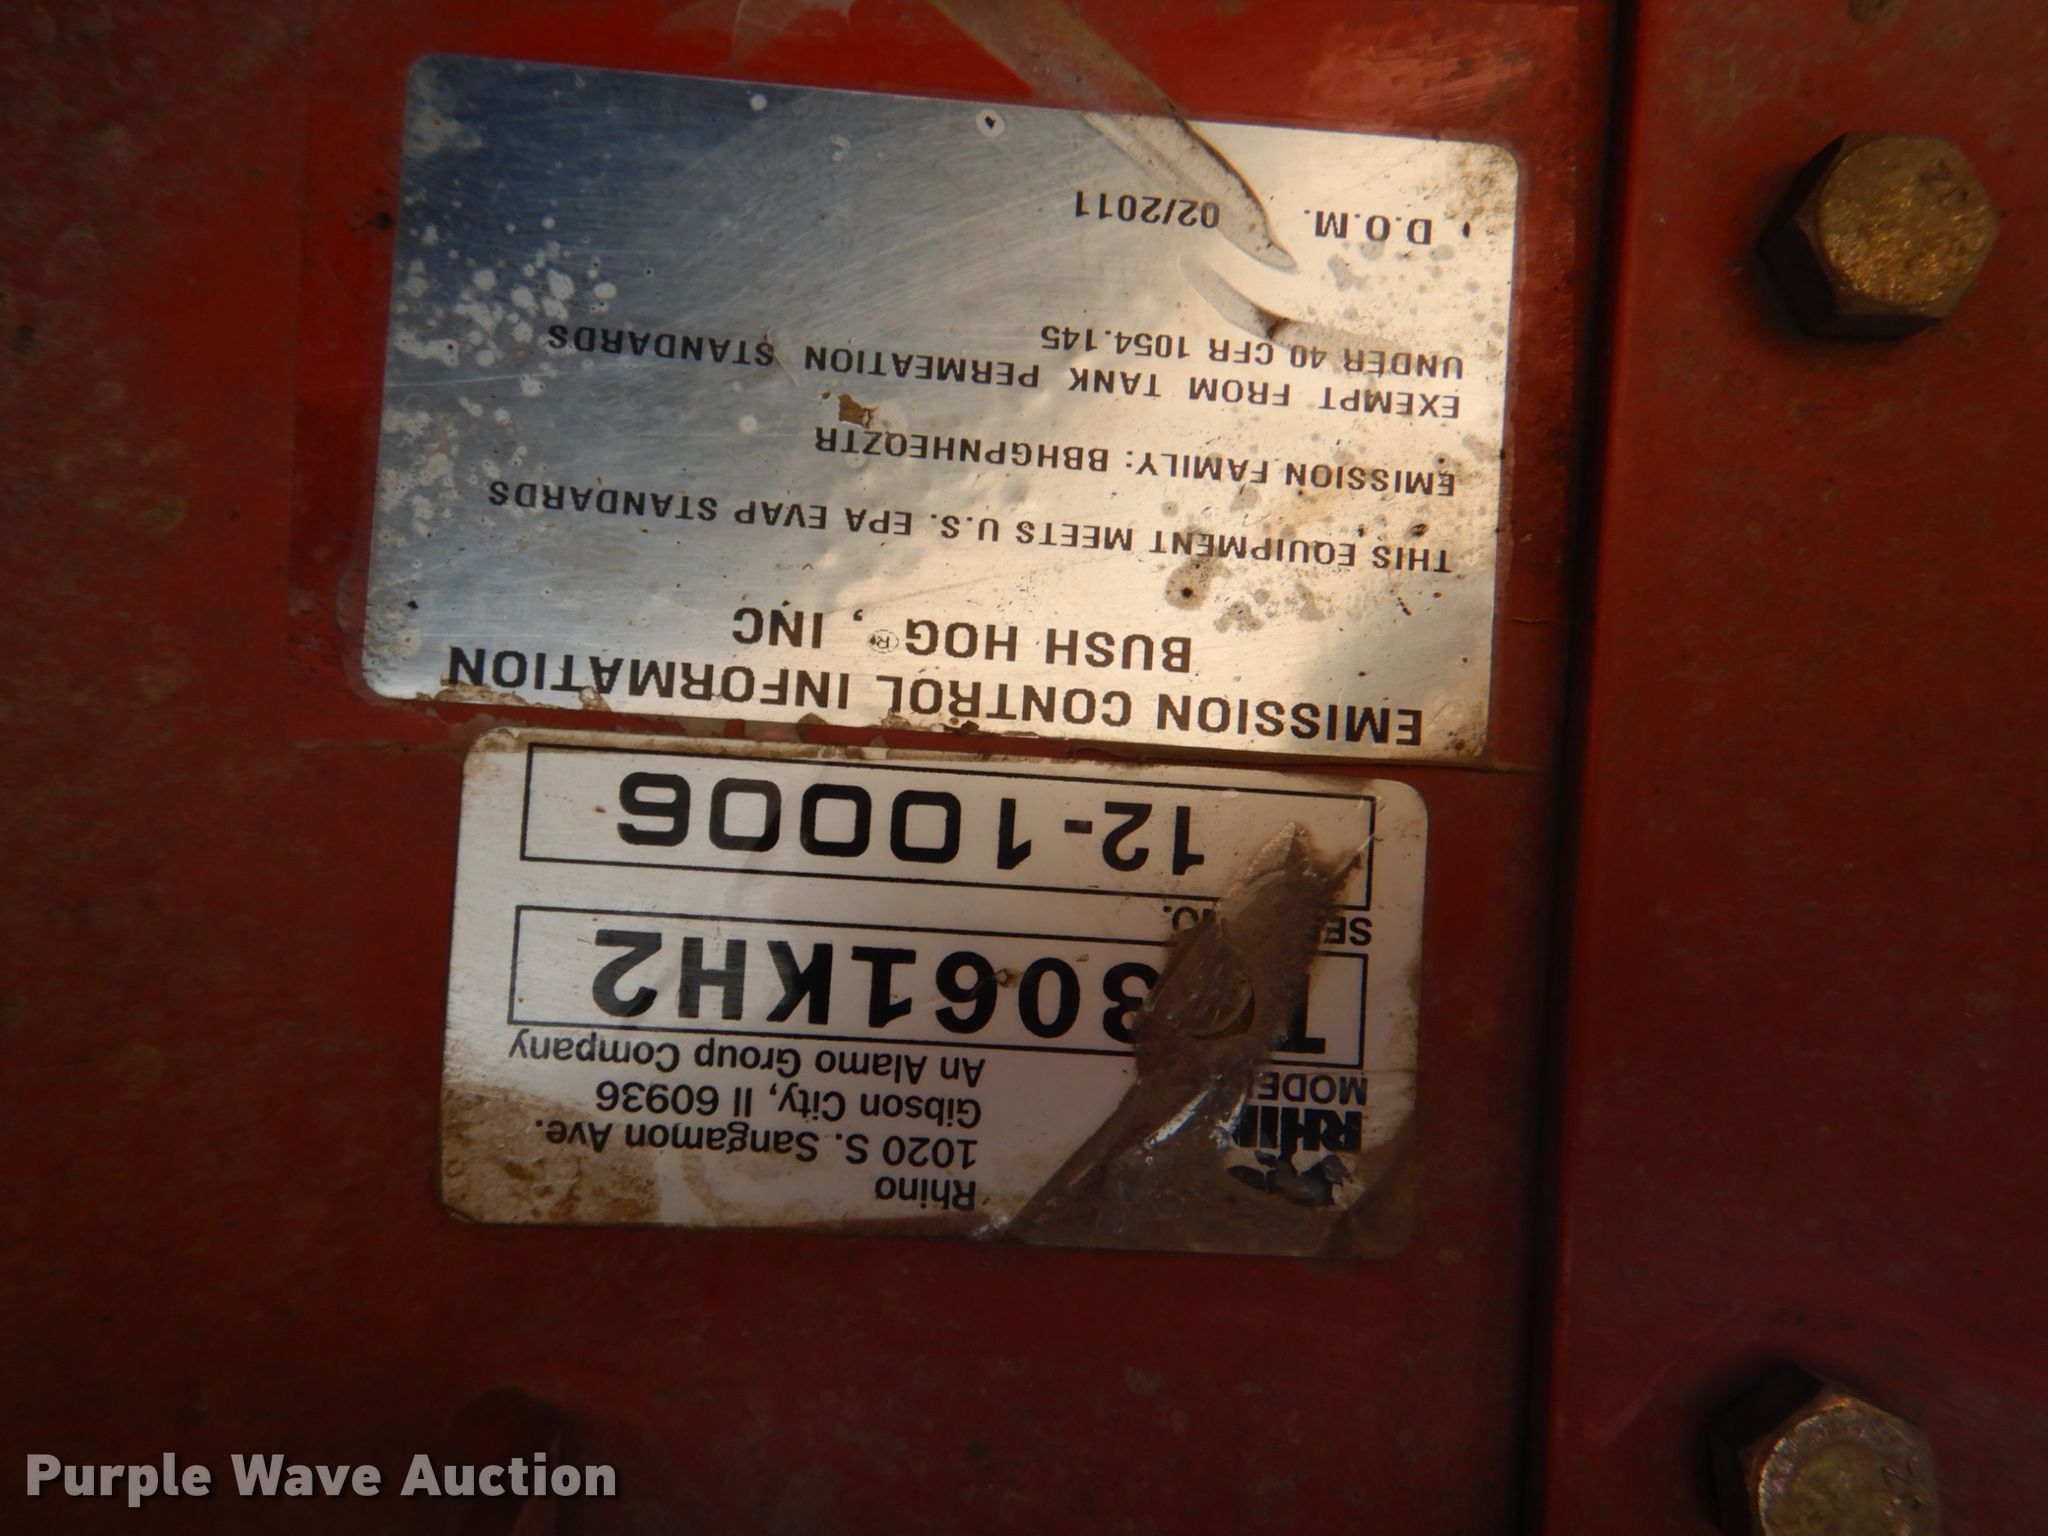 Rhino
1020 S. Sangamon Ave.
Gibson City, Il 60936
An Alamo Group Company
3061KH2
12-10006
EMISSION CONTROL INFORMATION
BUSH HOG®, INC
THIS EQUIPMENT MEETS U.S. EPA EVAP STANDARDS
EMISSION FAMILY: BBHGPNHEQZTR
EXEMPT FROM TANK PERMEATION STANDARDS
UNDER 40 CFR 1054.145
D.O.M. 02/2011
Purple Wave Auction